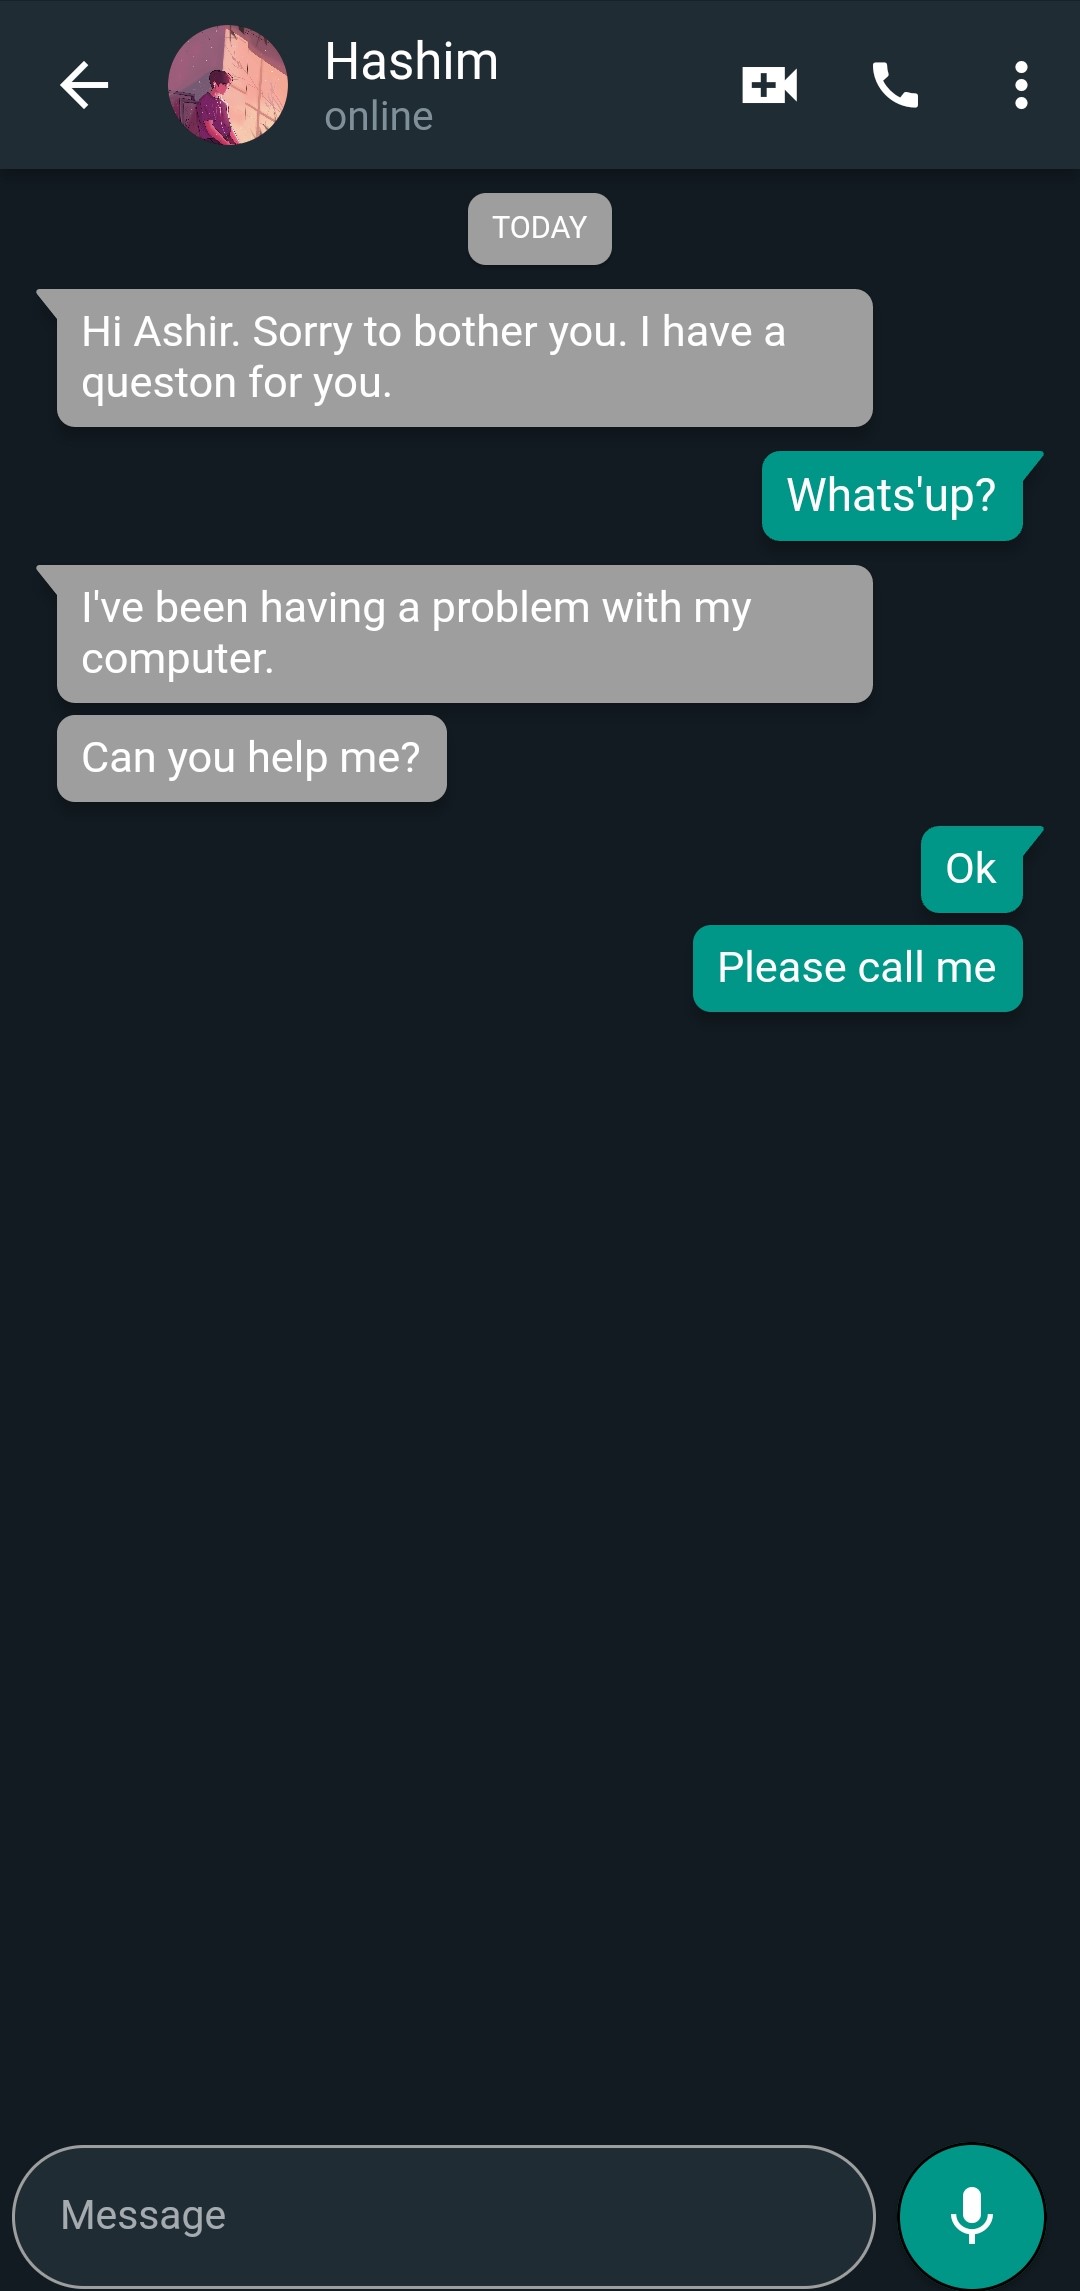 Hashim
online
TODAY
Hi Ashir. Sorry to bother you. I have a
queston for you.
Whats'up?
I've been having a problem with my
computer.
Can you help me?
Ok
Please call me
Message